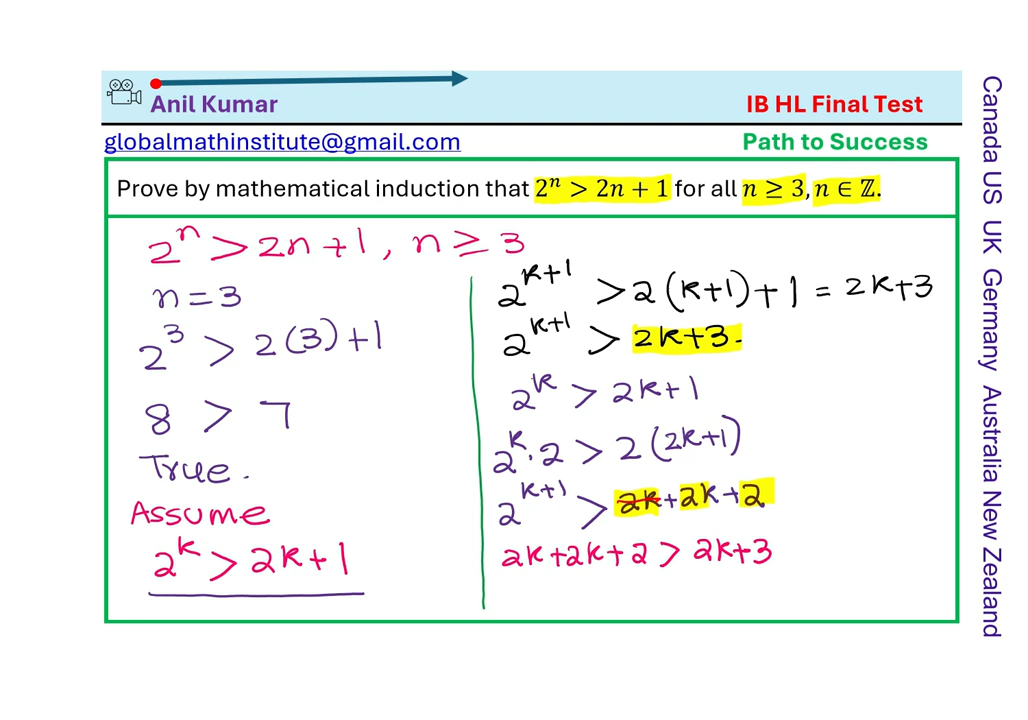 Anil Kumar
IB HL Final Test
globalmathinstitute@gmail.com
Path to Success
Prove by mathematical induction that 2ⁿ > 2n + 1 for all n ≥ 3, n ∈ ℤ.
2ⁿ > 2n + 1, n ≥ 3
n = 3
2³ > 2(3) + 1
8 > 7
True.
Assume
2ᵏ > 2k + 1
2ᵏ⁺¹ > 2(k+1) + 1 = 2k+3
2ᵏ⁺¹ > 2k+3.
2ᵏ > 2k+1
2ᵏ·2 > 2(2k+1)
2ᵏ⁺¹ > 2k+2k+2
2k+2k+2 > 2k+3
Canada US UK Germany Australia New Zealand